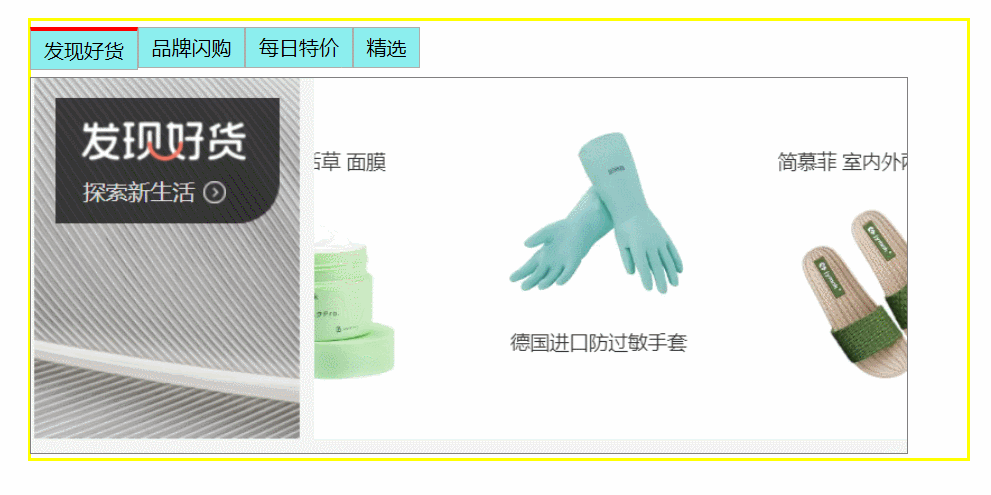 发现好货
品牌闪购
每日特价
精选
发现好货
探索新生活
草 面膜
德国进口防过敏手套
简慕菲 室内外